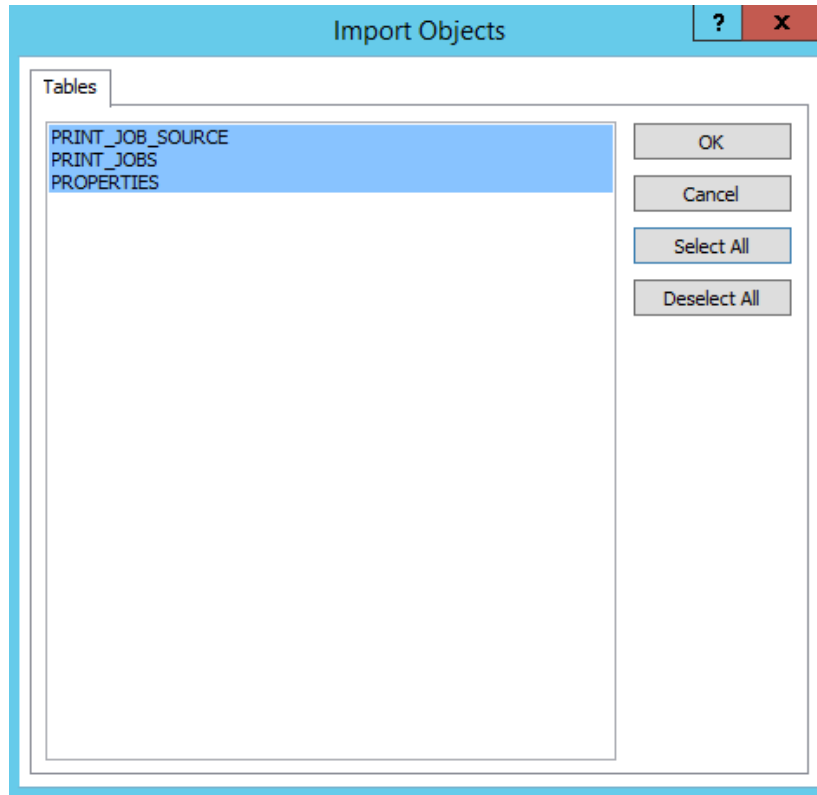 Import Objects
?
x
Tables
PRINT_JOB_SOURCE
PRINT_JOBS
PROPERTIES
OK
Cancel
Select All
Deselect All